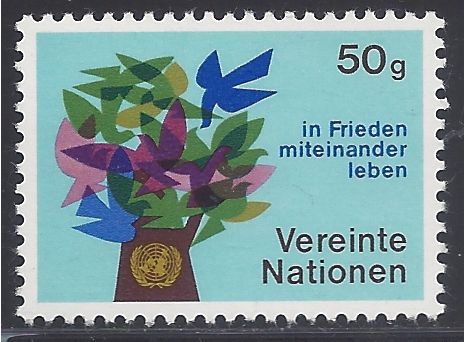 50g
in Frieden
miteinander
leben
Vereinte
Nationen